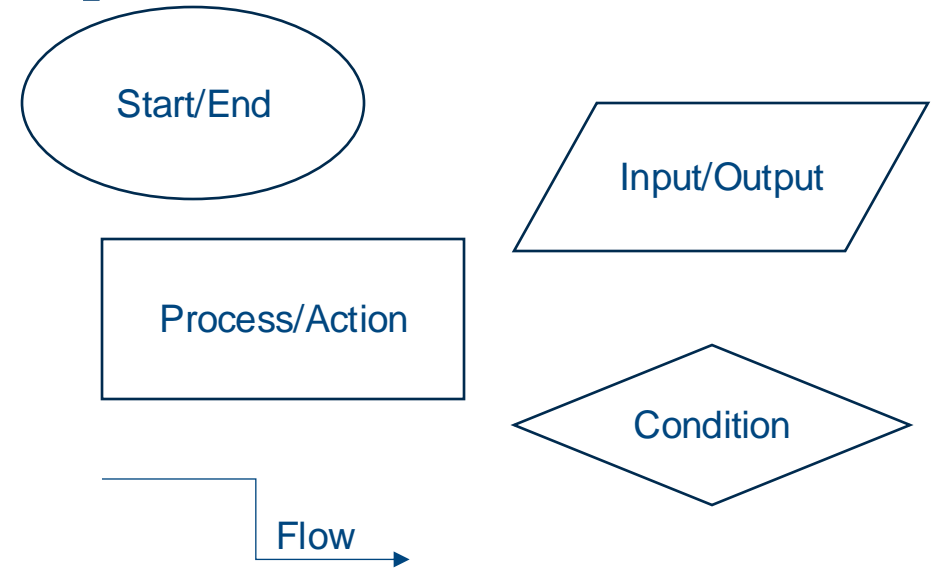 Start/End
Input/Output
Process/Action
Condition
Flow